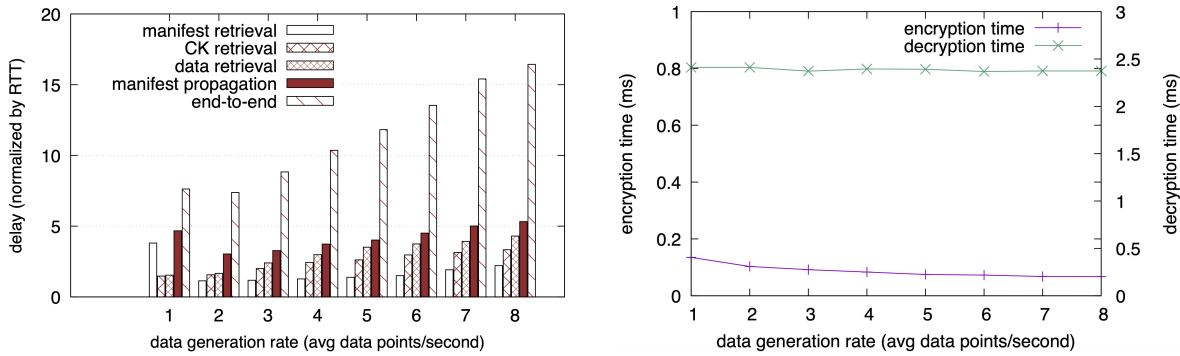 20
15
10
5
0
delay (normalized by RTT)
manifest retrieval
CK retrieval
data retrieval
manifest propagation
end-to-end
1 2 3 4 5 6 7 8
data generation rate (avg data points/second)
1
0.8
0.6
0.4
0.2
0
encryption time (ms)
encryption time
decryption time
3
2.5
2
1.5
1
0.5
0
decryption time (ms)
1 2 3 4 5 6 7 8
data generation rate (avg data points/second)